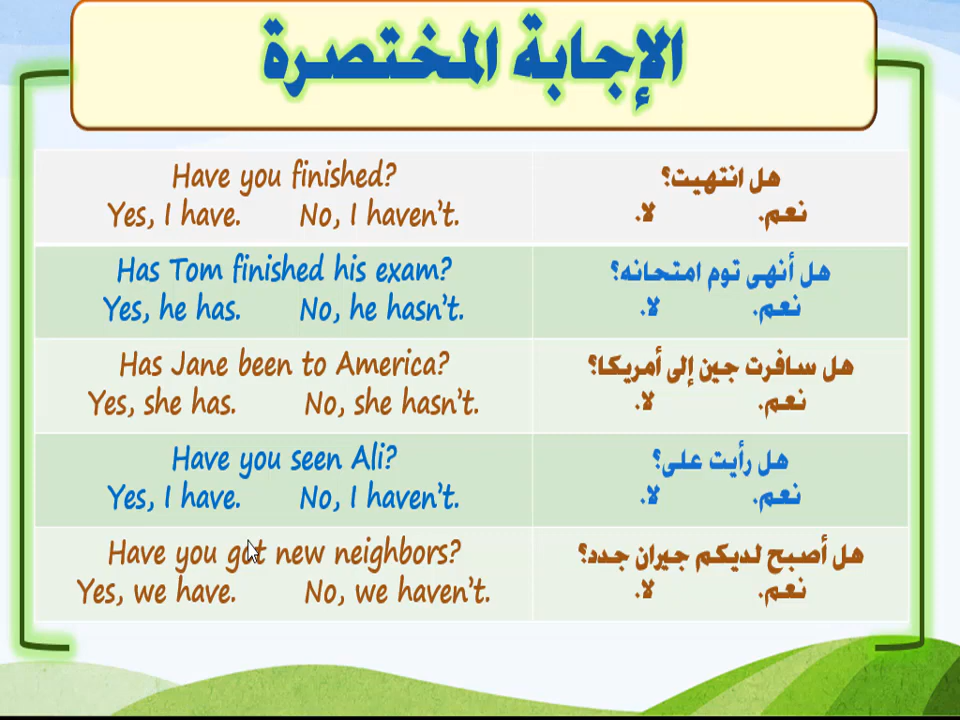 الإجابة المختصرة
Have you finished?
Yes, I have. No, I haven't.
هل انتهيت؟
نعم. لا.
Has Tom finished his exam?
Yes, he has. No, he hasn't.
هل أنهى توم امتحانه؟
نعم. لا.
Has Jane been to America?
Yes, she has. No, she hasn't.
هل سافرت جين إلى أمريكا؟
نعم. لا.
Have you seen Ali?
Yes, I have. No, I haven't.
هل رأيت على؟
نعم. لا.
Have you got new neighbors?
Yes, we have. No, we haven't.
هل أصبح لديكم جيران جدد؟
نعم. لا.